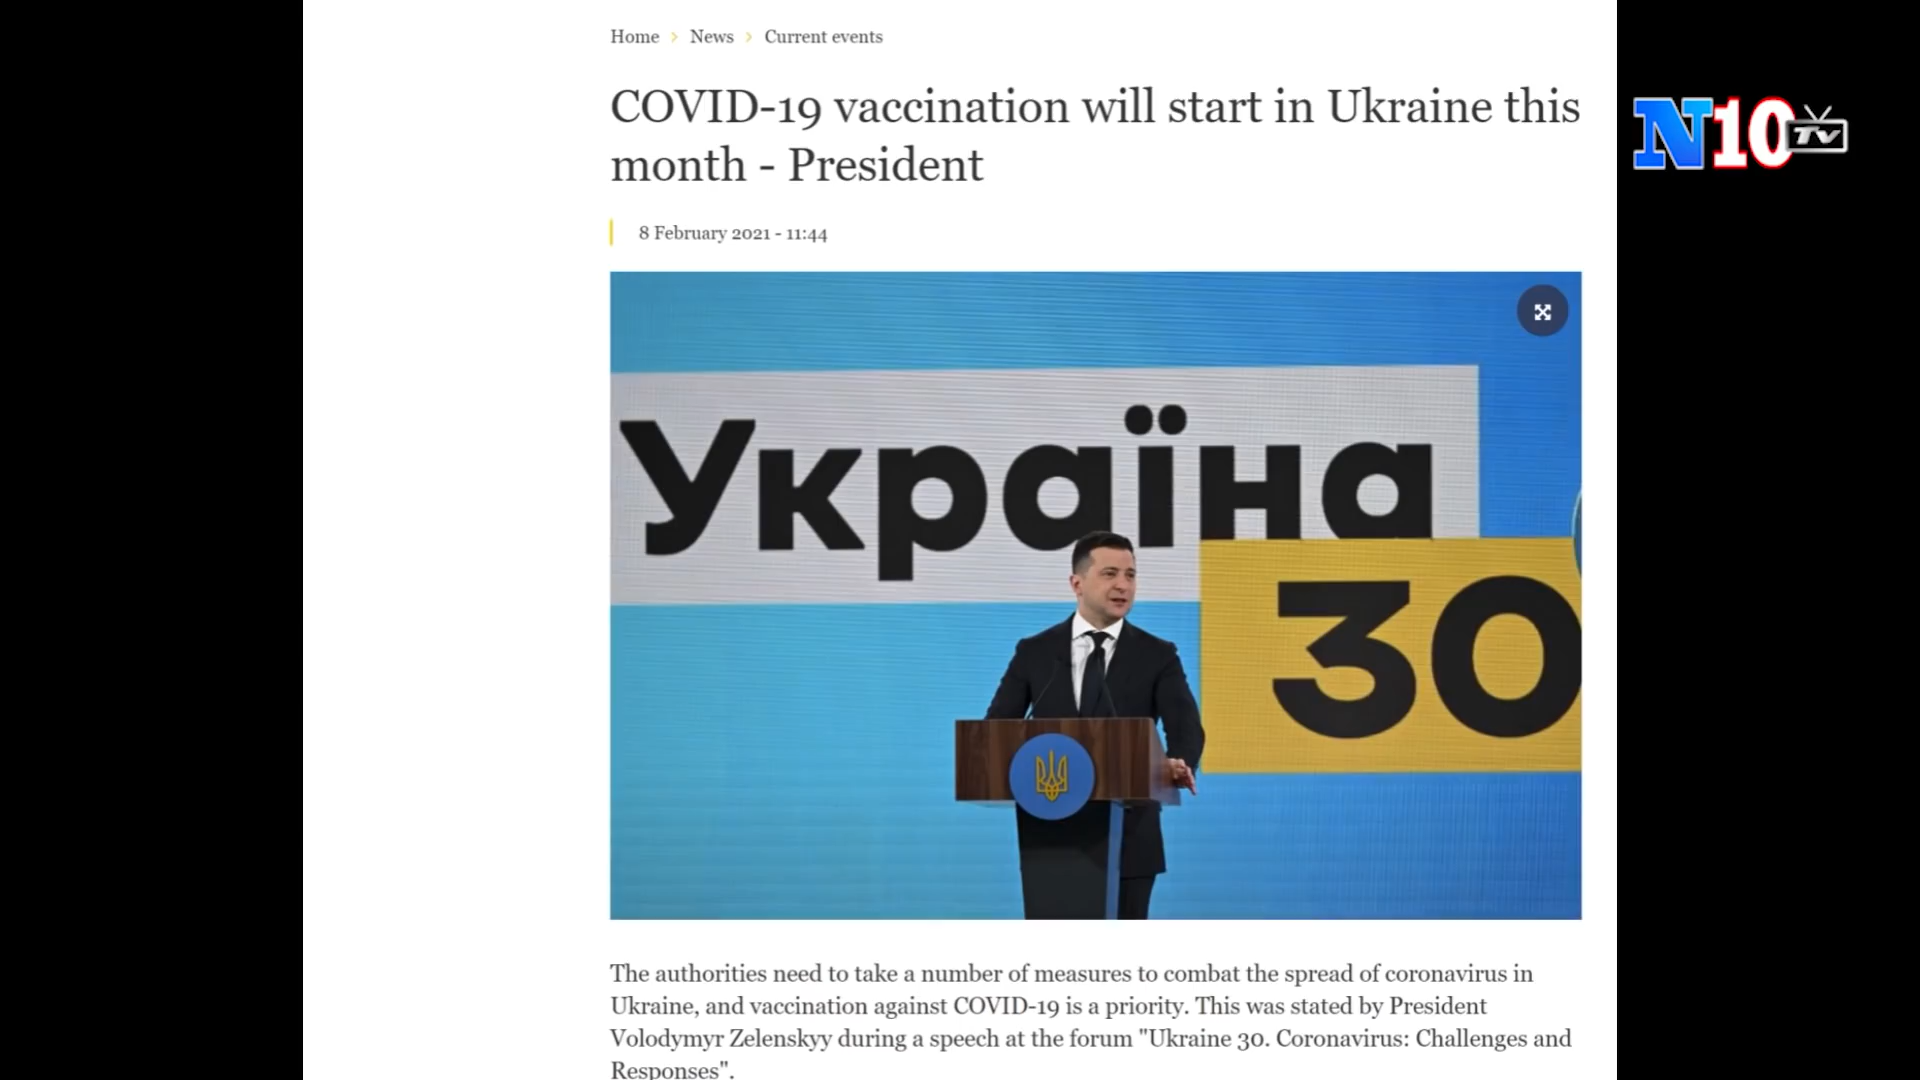 Home > News > Current events
N10 TV
COVID-19 vaccination will start in Ukraine this
month - President
8 February 2021 - 11:44
Україна
30
The authorities need to take a number of measures to combat the spread of coronavirus in
Ukraine, and vaccination against COVID-19 is a priority. This was stated by President
Volodymyr Zelenskyy during a speech at the forum "Ukraine 30. Coronavirus: Challenges and
Responses".